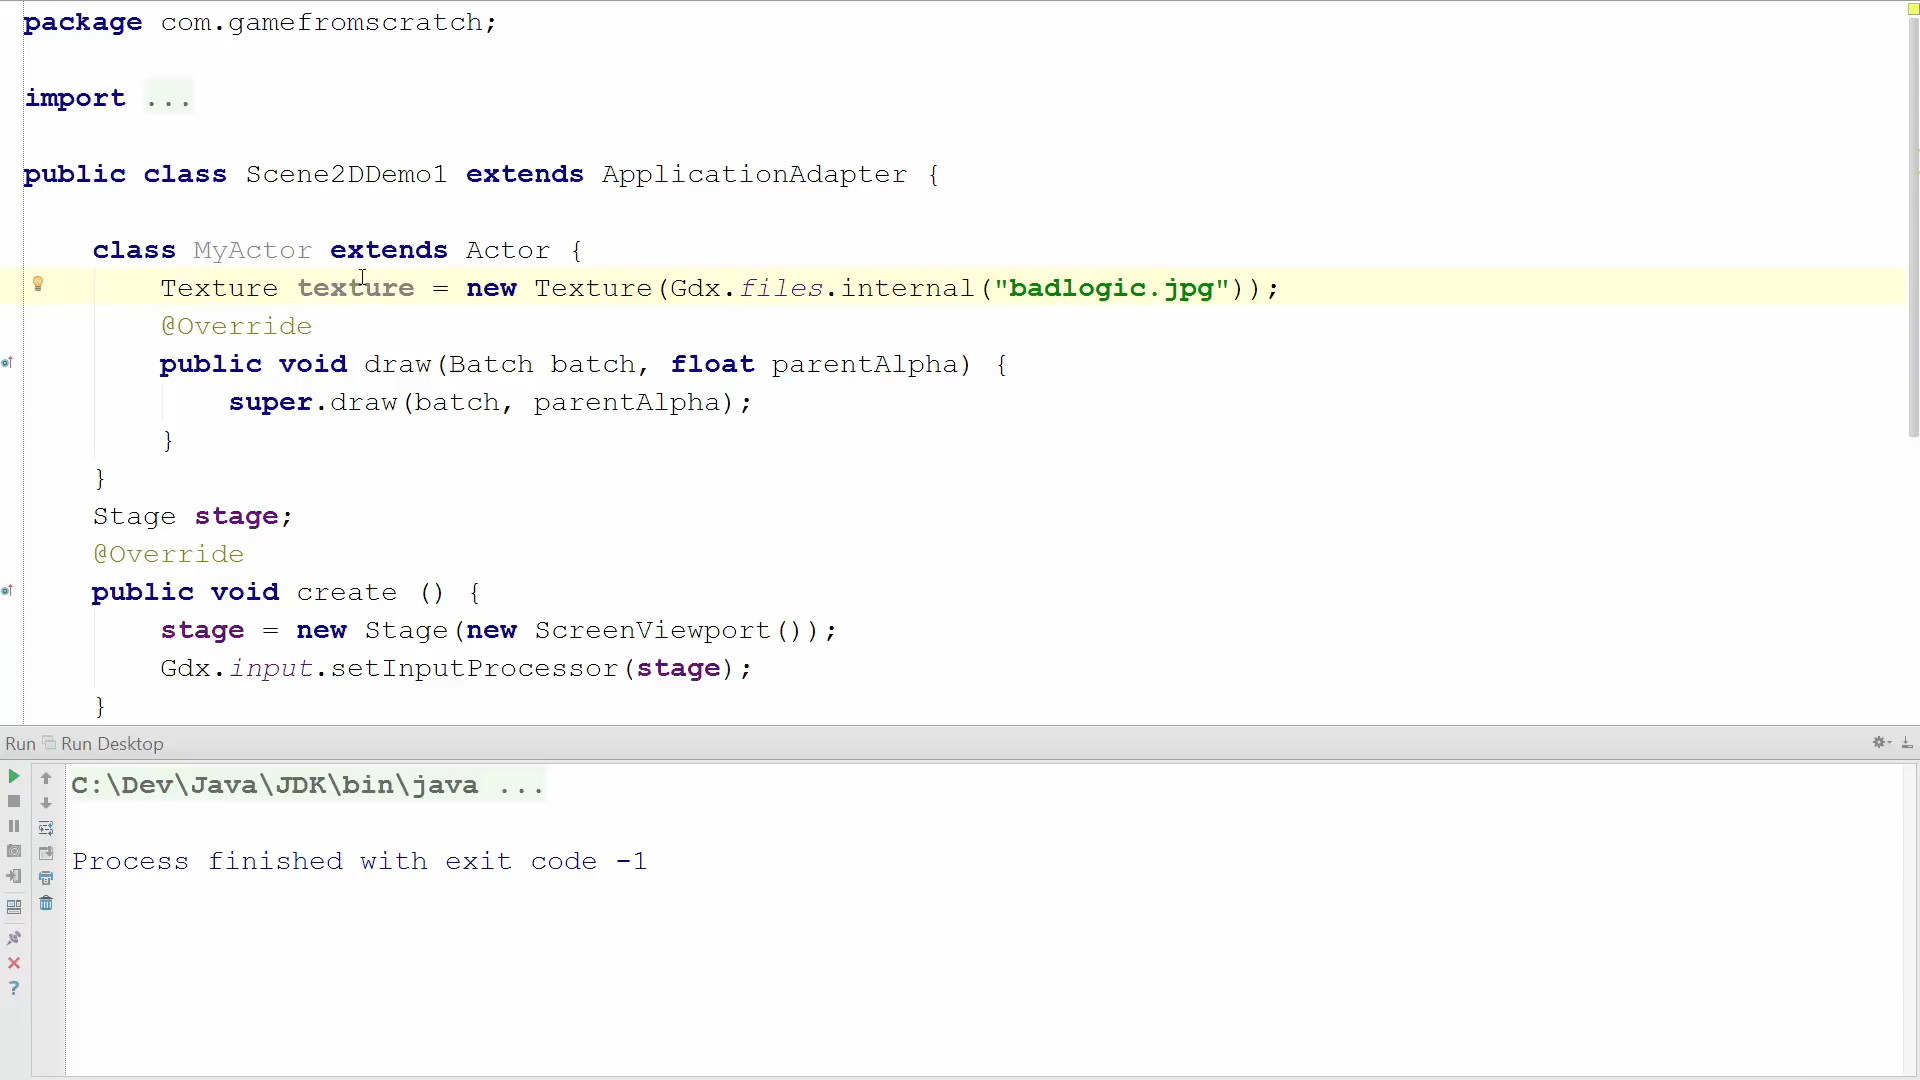 package com.gamefromscratch;
import ...
public class Scene2DDemo1 extends ApplicationAdapter {
class MyActor extends Actor {
Texture texture = new Texture(Gdx.files.internal("badlogic.jpg"));
@Override
public void draw(Batch batch, float parentAlpha) {
super.draw(batch, parentAlpha);
}
}
Stage stage;
@Override
public void create () {
stage = new Stage(new ScreenViewport());
Gdx.input.setInputProcessor(stage);
}
Run Run Desktop
C:\Dev\Java\JDK\bin\java ...
Process finished with exit code -1